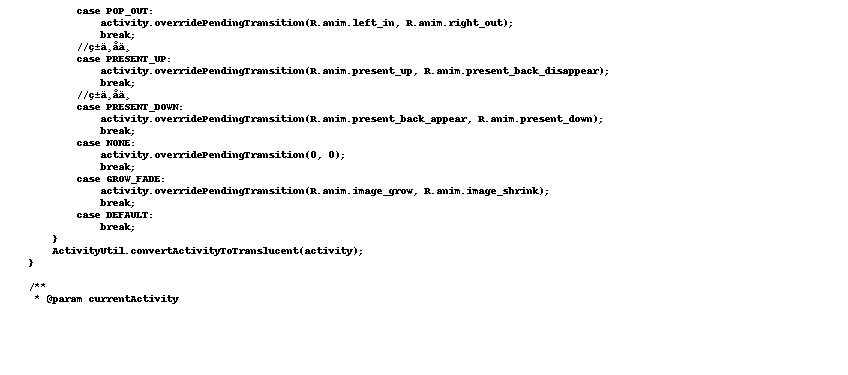 case POP_OUT:
activity.overridePendingTransition(R.anim.left_in, R.anim.right_out);
break;
//ç±ä¸åä¸
case PRESENT_UP:
activity.overridePendingTransition(R.anim.present_up, R.anim.present_back_disappear);
break;
//ç±ä¸åä¸
case PRESENT_DOWN:
activity.overridePendingTransition(R.anim.present_back_appear, R.anim.present_down);
break;
case NONE:
activity.overridePendingTransition(0, 0);
break;
case GROW_FADE:
activity.overridePendingTransition(R.anim.image_grow, R.anim.image_shrink);
break;
case DEFAULT:
break;
}
ActivityUtil.convertActivityToTranslucent(activity);
}
/**
* @param currentActivity